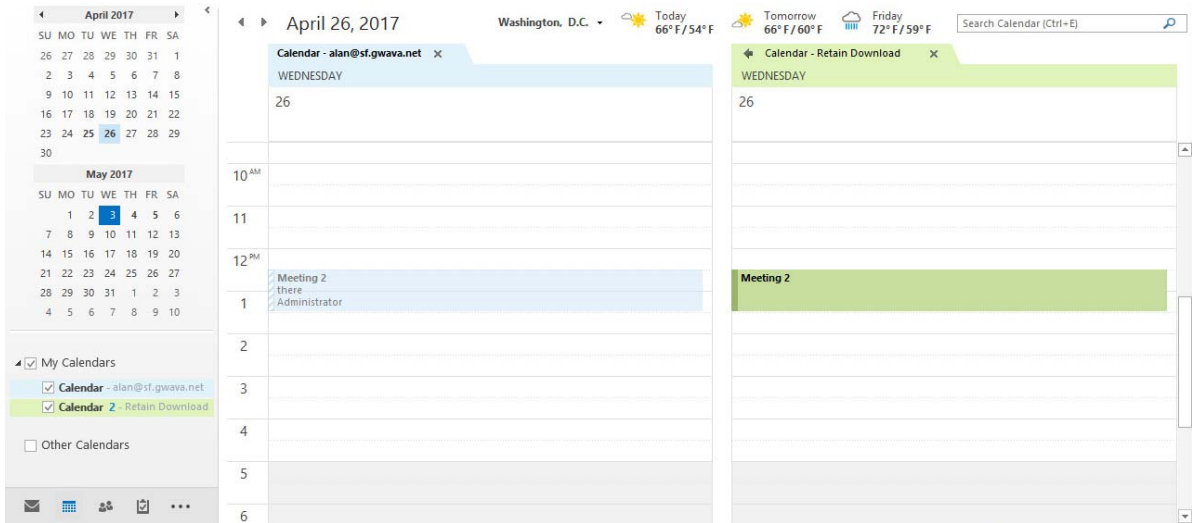 April 2017
SU MO TU WE TH FR SA
26 27 28 29 30 31 1
2 3 4 5 6 7 8
9 10 11 12 13 14 15
16 17 18 19 20 21 22
23 24 25 26 27 28 29
30
May 2017
SU MO TU WE TH FR SA
1 2 3 4 5 6
7 8 9 10 11 12 13
14 15 16 17 18 19 20
21 22 23 24 25 26 27
28 29 30 31 1 2 3
4 5 6 7 8 9 10
My Calendars
Calendar - alan@sf.gwava.net
Calendar 2 - Retain Download
Other Calendars
April 26, 2017
Washington, D.C.
Today
66°F/54°F
Tomorrow
66°F/60°F
Friday
72°F/59°F
Search Calendar (Ctrl+E)
Calendar - alan@sf.gwava.net
WEDNESDAY
26
Calendar - Retain Download
WEDNESDAY
26
10 AM
11
12 PM
1
2
3
4
5
6
Meeting 2
there
Administrator
Meeting 2